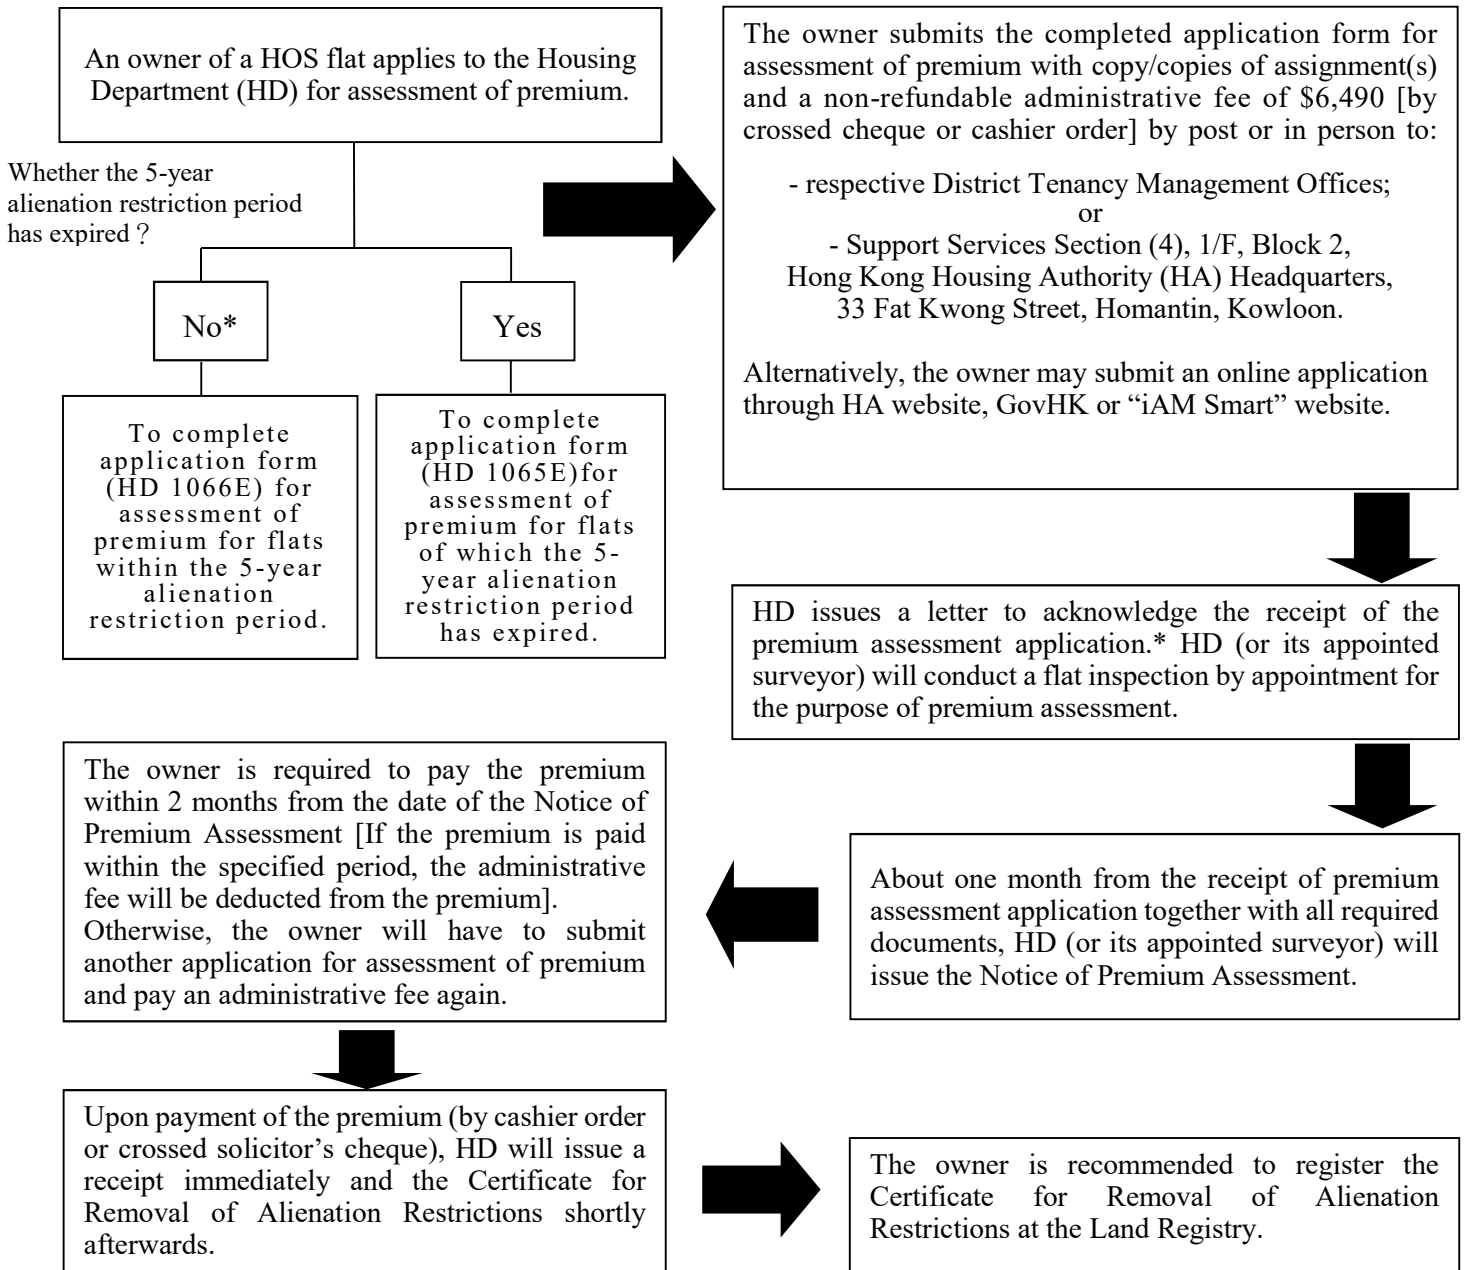 An owner of a HOS flat applies to the Housing
Department (HD) for assessment of premium.
Whether the 5-year
alienation restriction period
has expired？
No*
Yes
To complete
application form
(HD 1066E) for
assessment of
premium for flats
within the 5-year
alienation
restriction period.
To complete
application form
(HD 1065E)for
assessment of
premium for flats
of which the 5-
year alienation
restriction period
has expired.
The owner submits the completed application form for
assessment of premium with copy/copies of assignment(s)
and a non-refundable administrative fee of $6,490 [by
crossed cheque or cashier order] by post or in person to:
- respective District Tenancy Management Offices;
or
- Support Services Section (4), 1/F, Block 2,
Hong Kong Housing Authority (HA) Headquarters,
33 Fat Kwong Street, Homantin, Kowloon.
Alternatively, the owner may submit an online application
through HA website, GovHK or “iAM Smart” website.
HD issues a letter to acknowledge the receipt of the
premium assessment application.* HD (or its appointed
surveyor) will conduct a flat inspection by appointment for
the purpose of premium assessment.
About one month from the receipt of premium
assessment application together with all required
documents, HD (or its appointed surveyor) will
issue the Notice of Premium Assessment.
The owner is required to pay the premium
within 2 months from the date of the Notice of
Premium Assessment [If the premium is paid
within the specified period, the administrative
fee will be deducted from the premium].
Otherwise, the owner will have to submit
another application for assessment of premium
and pay an administrative fee again.
Upon payment of the premium (by cashier order
or crossed solicitor’s cheque), HD will issue a
receipt immediately and the Certificate for
Removal of Alienation Restrictions shortly
afterwards.
The owner is recommended to register the
Certificate for Removal of Alienation
Restrictions at the Land Registry.